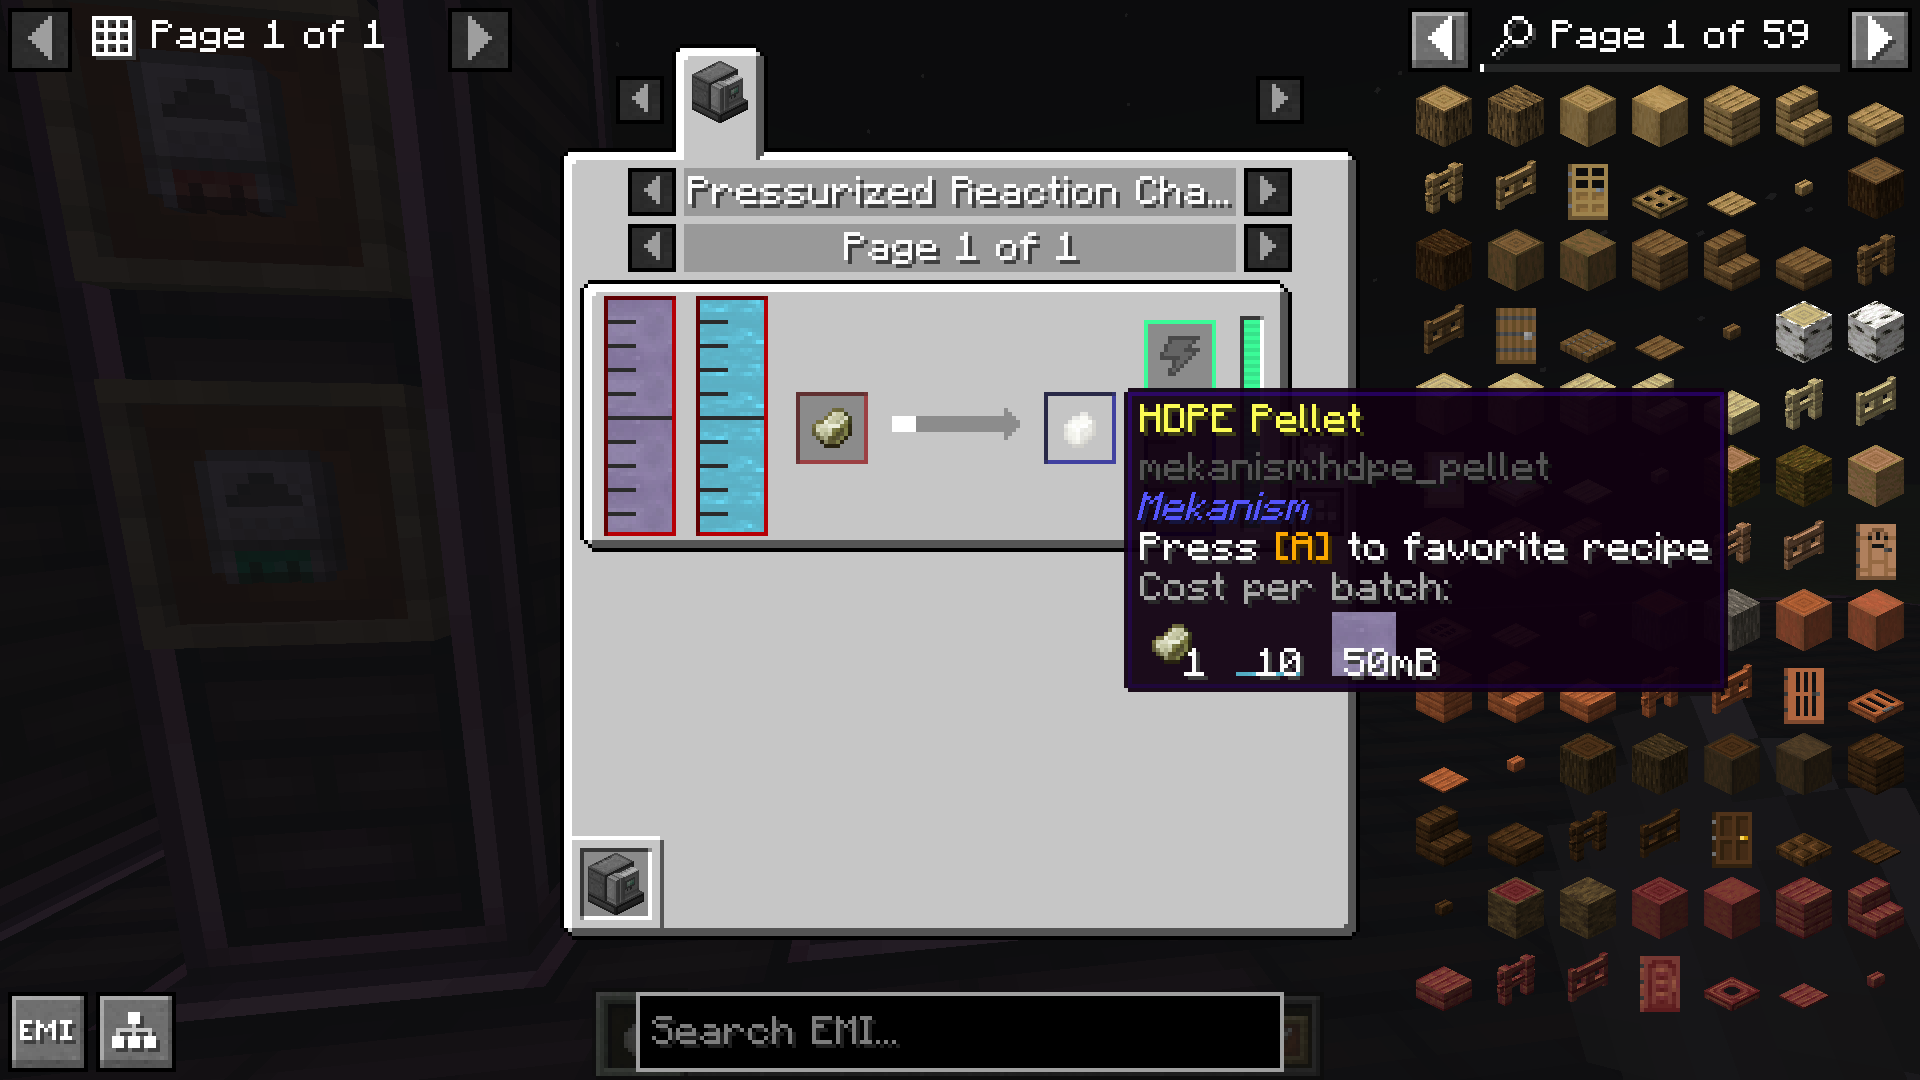 Page 1 of 1
Page 1 of 59
Pressurized Reaction Cha...
Page 1 of 1
HDPE Pellet
mekanism:hdpe_pellet
Mekanism
Press [A] to favorite recipe
Cost per batch:
1 10 50mB
EMI
Search EMI...